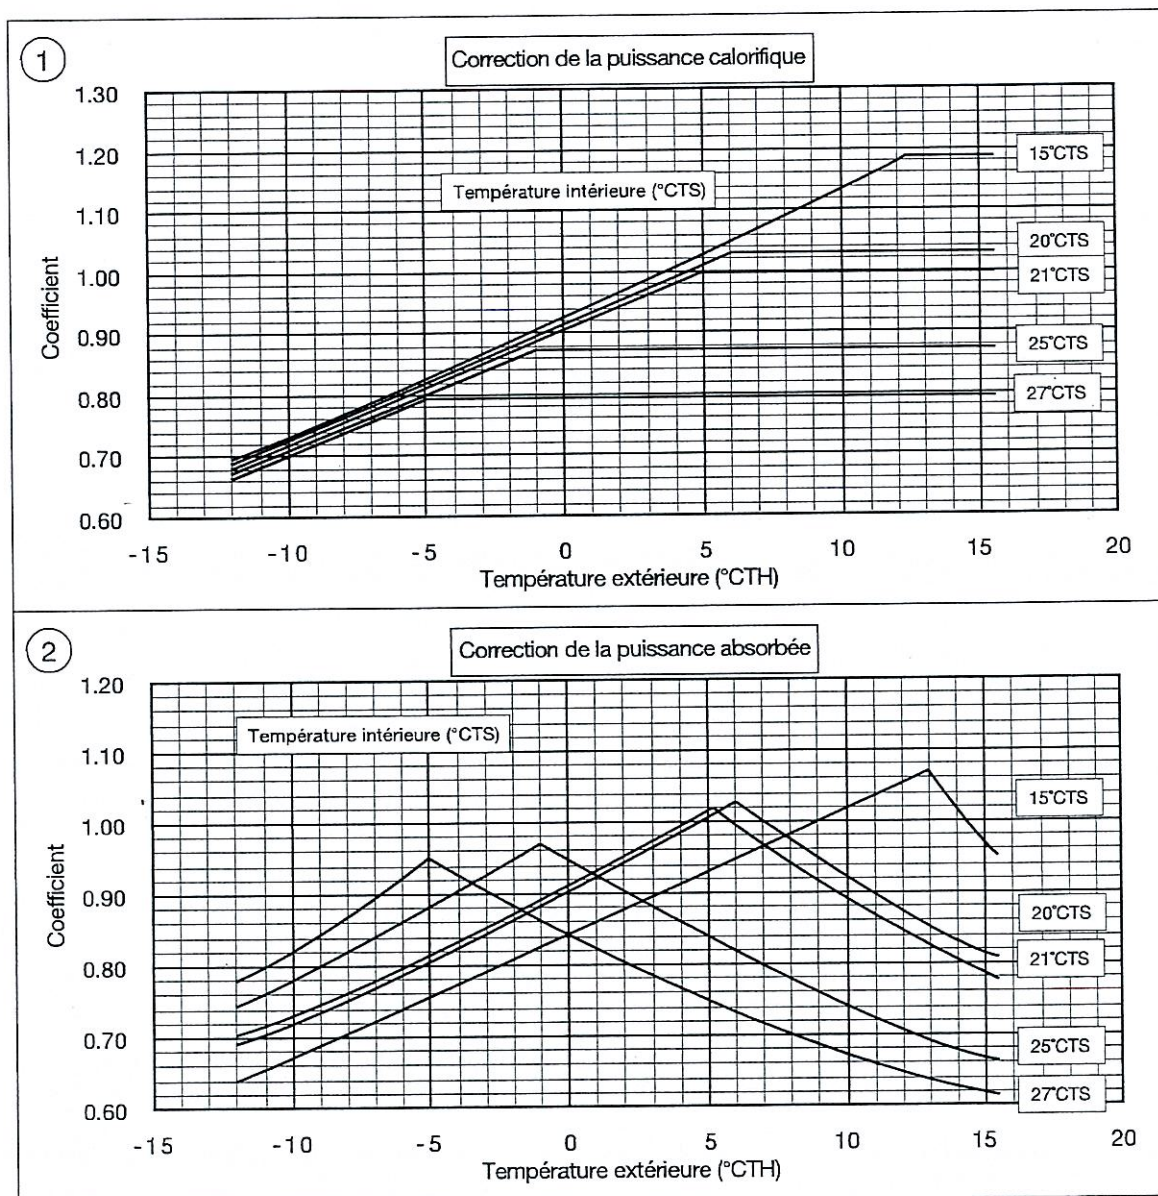 1
Correction de la puissance calorifique
1.30
1.20
1.10
1.00
0.90
0.80
0.70
0.60
Coefficient
Température intérieure (°CTS)
15°CTS
20°CTS
21°CTS
25°CTS
27°CTS
-15 -10 -5 0 5 10 15 20
Température extérieure (°CTH)
2
Correction de la puissance absorbée
1.20
1.10
1.00
0.90
0.80
0.70
0.60
Coefficient
Température intérieure (°CTS)
15°CTS
20°CTS
21°CTS
25°CTS
27°CTS
-15 -10 -5 0 5 10 15 20
Température extérieure (°CTH)